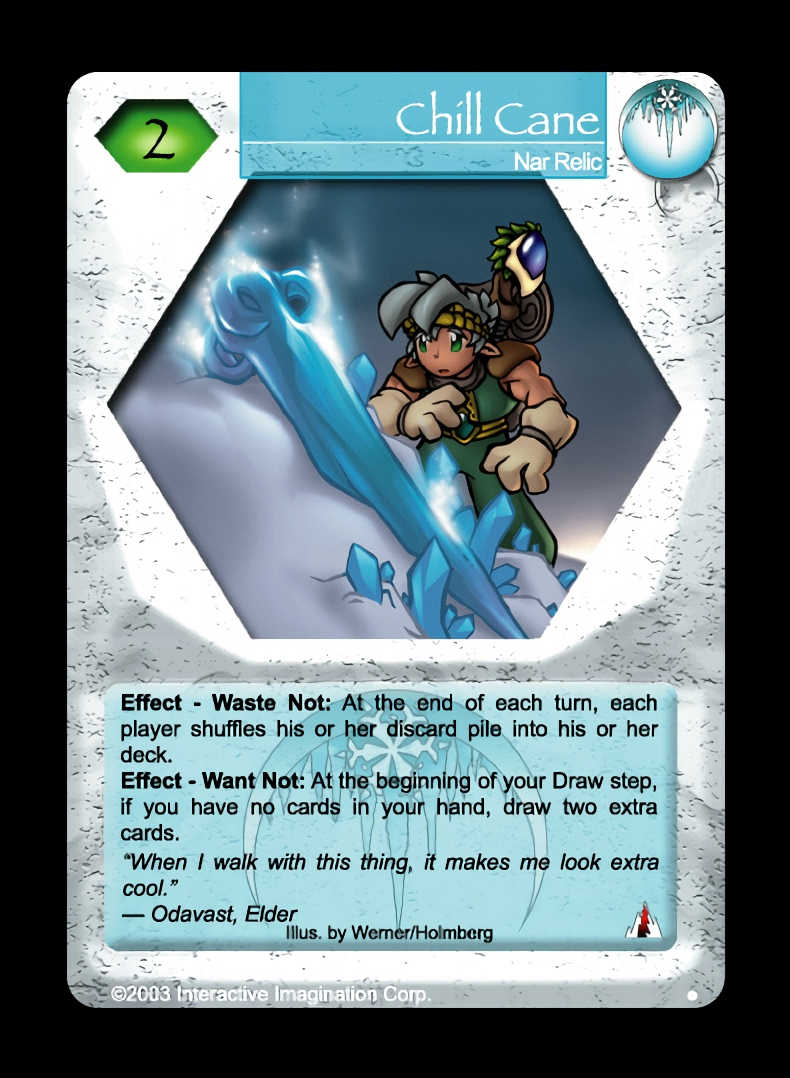 2
Chill Cane
Nar Relic
Effect - Waste Not: At the end of each turn, each
player shuffles his or her discard pile into his or her
deck.
Effect - Want Not: At the beginning of your Draw step,
if you have no cards in your hand, draw two extra
cards.
"When I walk with this thing, it makes me look extra
cool."
— Odavast, Elder
Illus. by Werner/Holmberg
©2003 Interactive Imagination Corp.